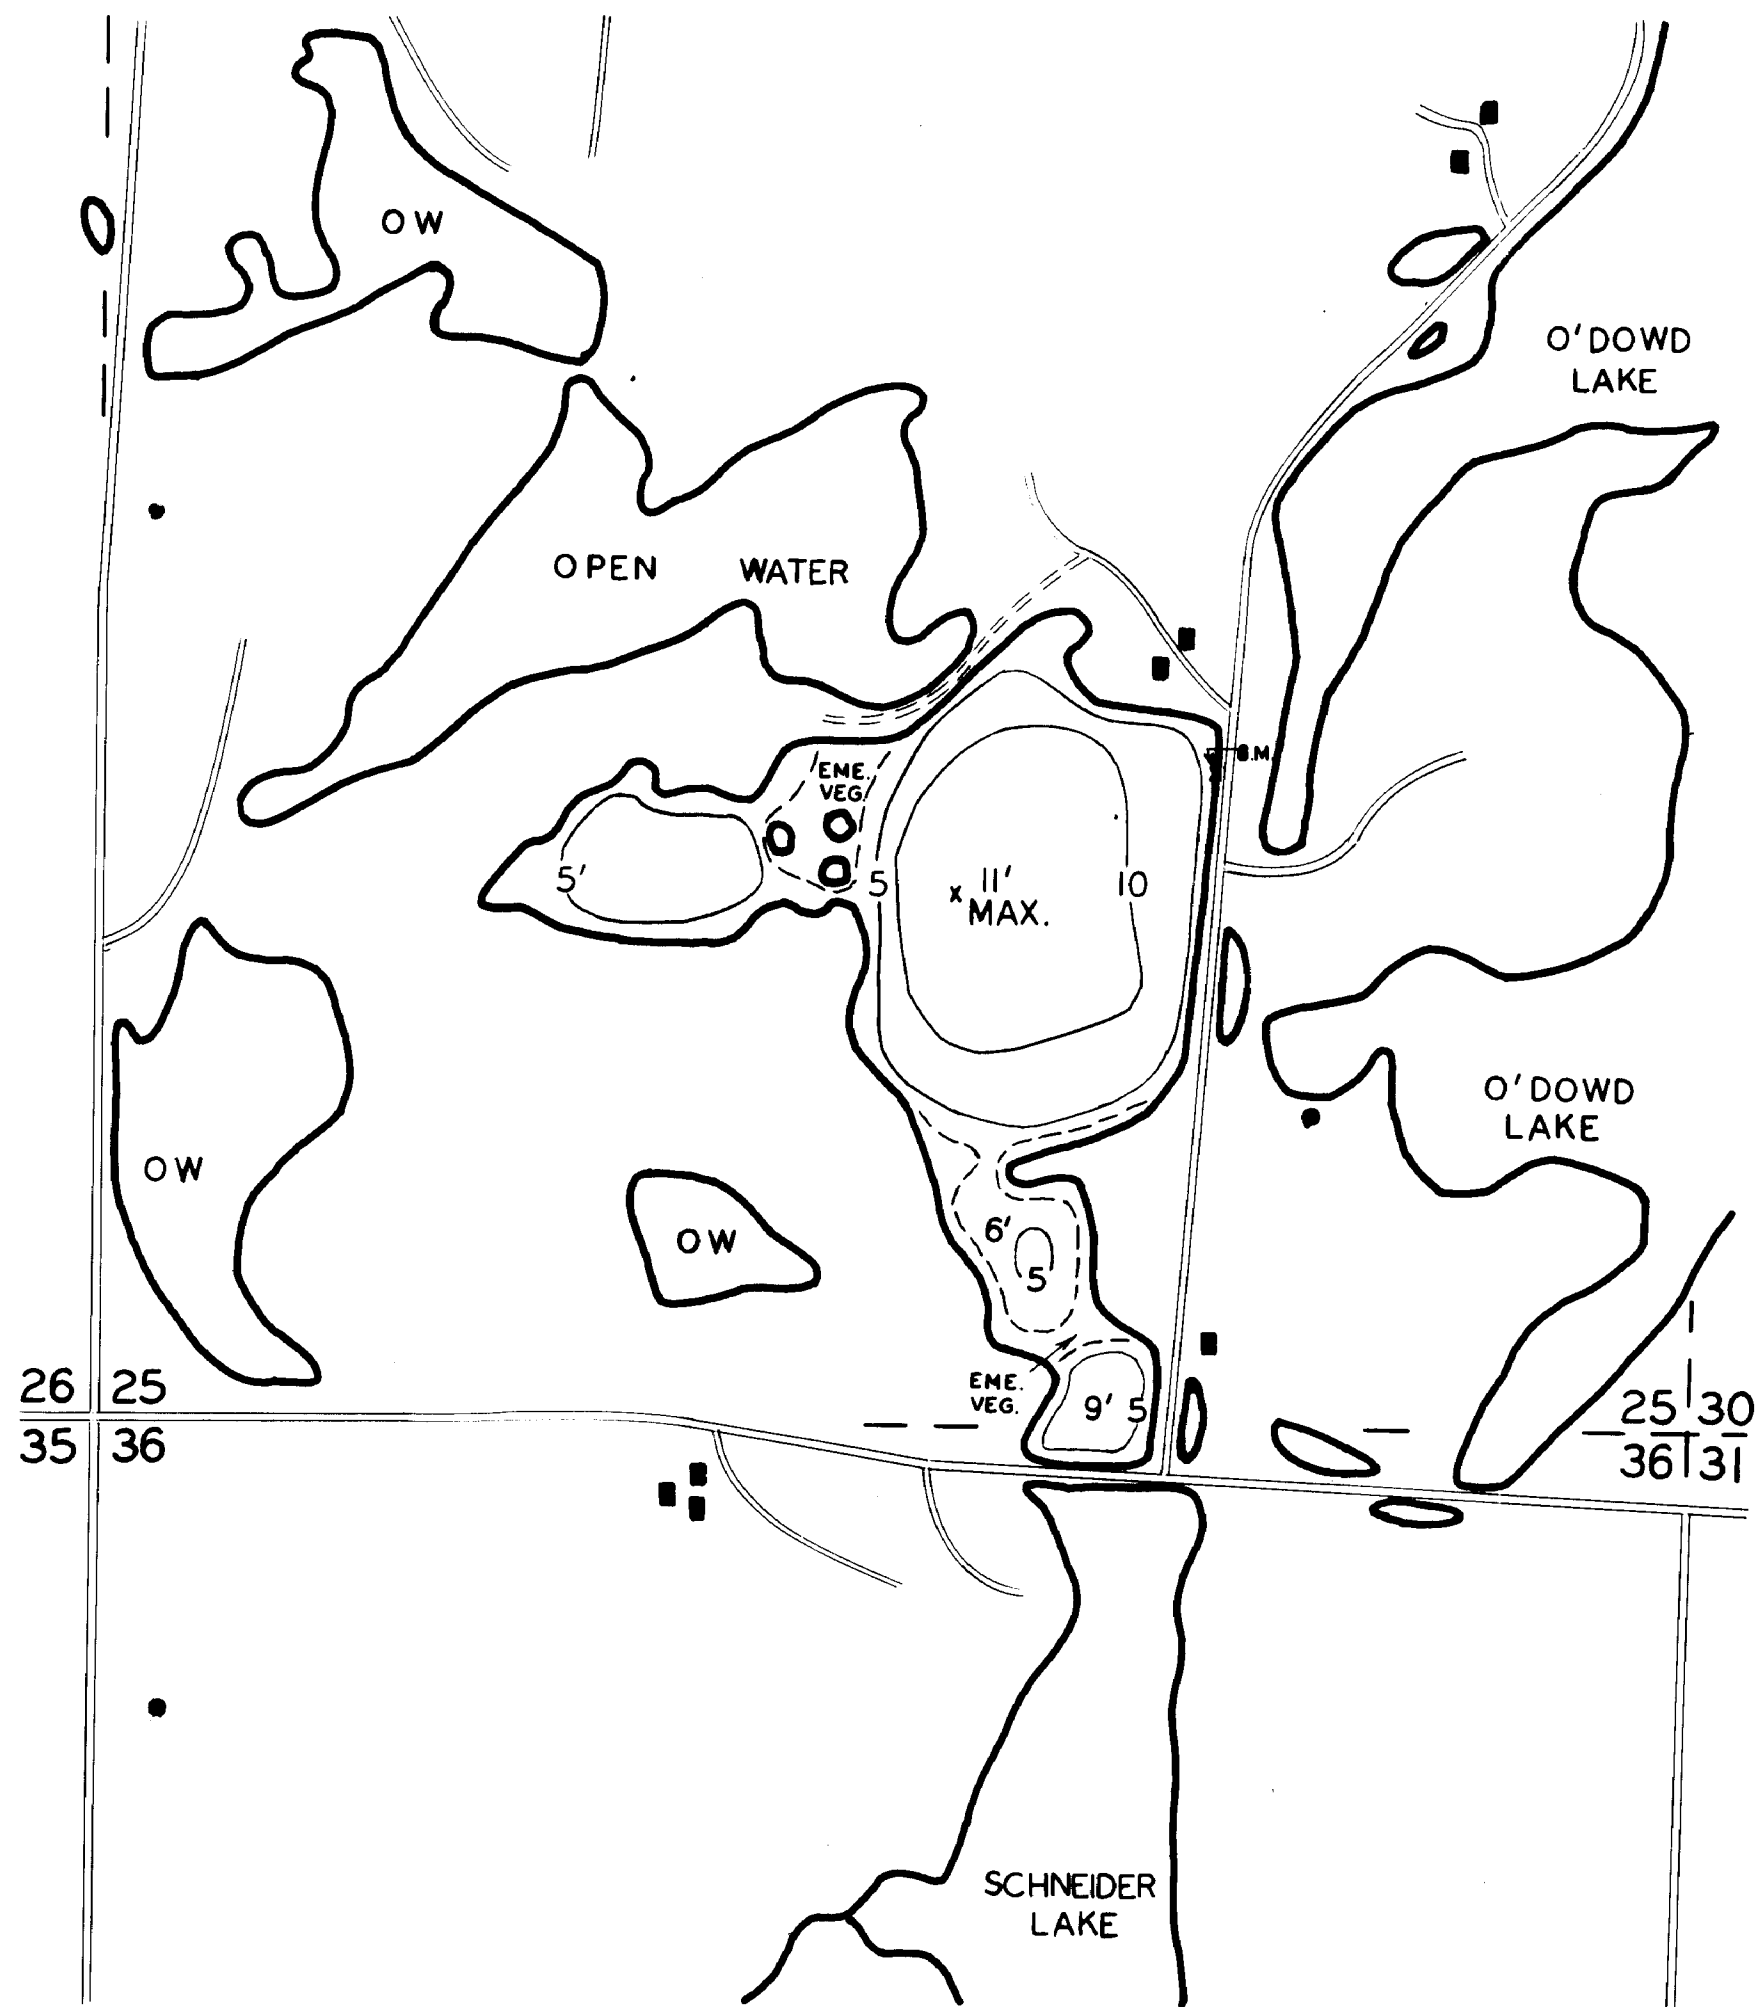 OW
O'DOWD
LAKE
OPEN WATER
B.M.
EME.
VEG.
5'
5
11'
MAX.
10
O'DOWD
LAKE
OW
OW
6'
5
EME.
VEG.
9' 5
26 25
35 36
25 30
36 31
SCHNEIDER
LAKE